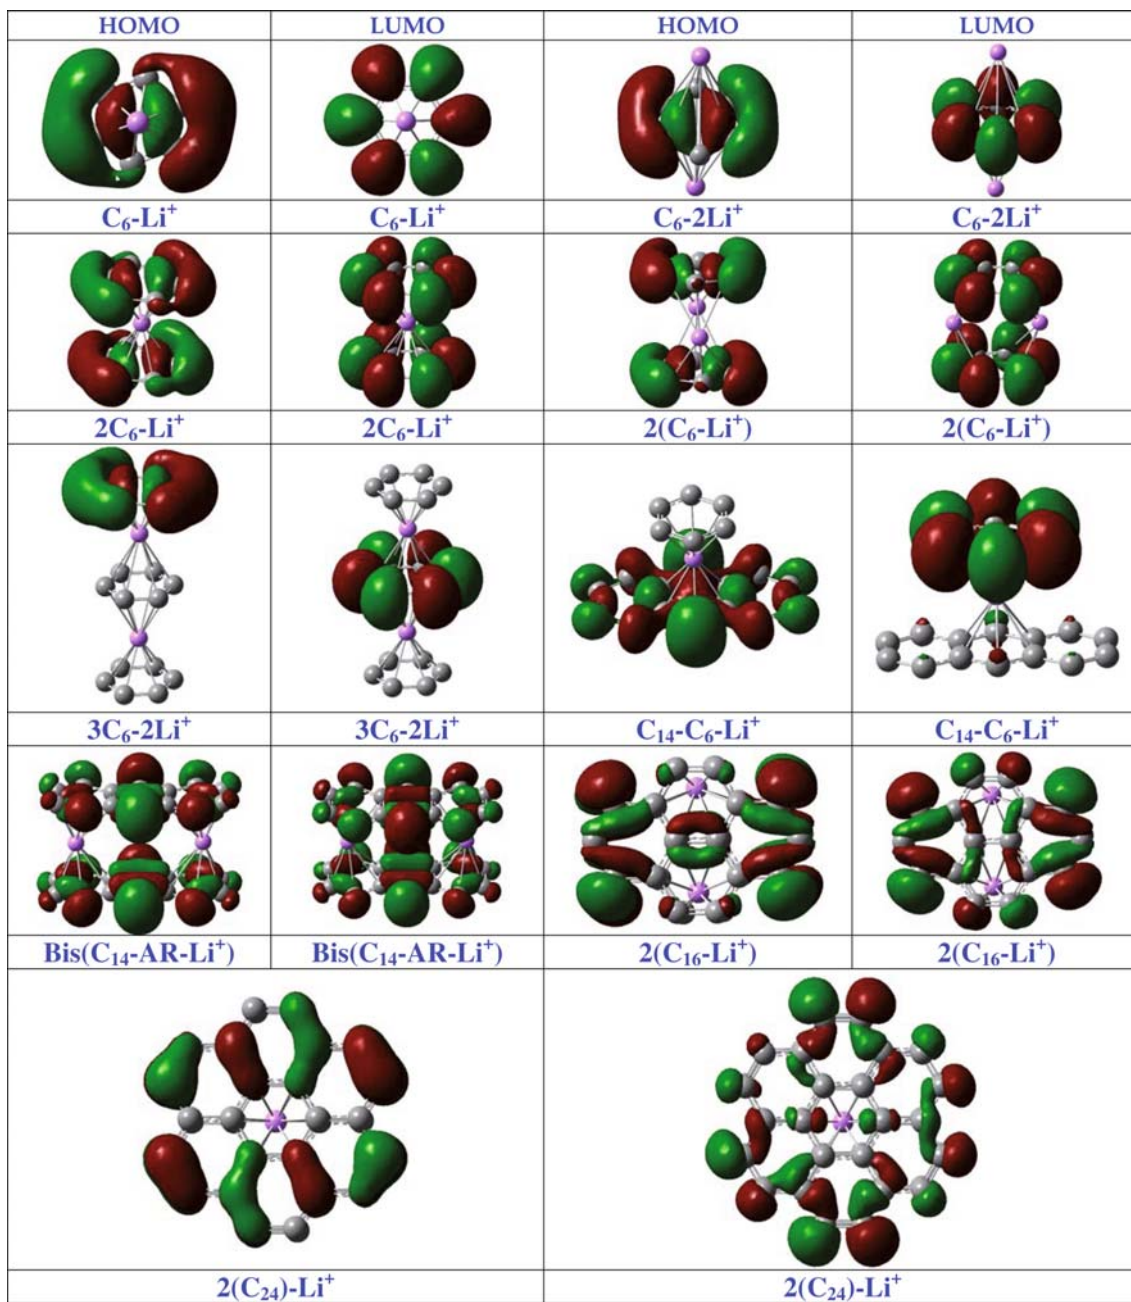 HOMO LUMO HOMO LUMO
C₆-Li⁺ C₆-Li⁺ C₆-2Li⁺ C₆-2Li⁺
2C₆-Li⁺ 2C₆-Li⁺ 2(C₆-Li⁺) 2(C₆-Li⁺)
3C₆-2Li⁺ 3C₆-2Li⁺ C₁₄-C₆-Li⁺ C₁₄-C₆-Li⁺
Bis(C₁₄-AR-Li⁺) Bis(C₁₄-AR-Li⁺) 2(C₁₆-Li⁺) 2(C₁₆-Li⁺)
2(C₂₄)-Li⁺ 2(C₂₄)-Li⁺